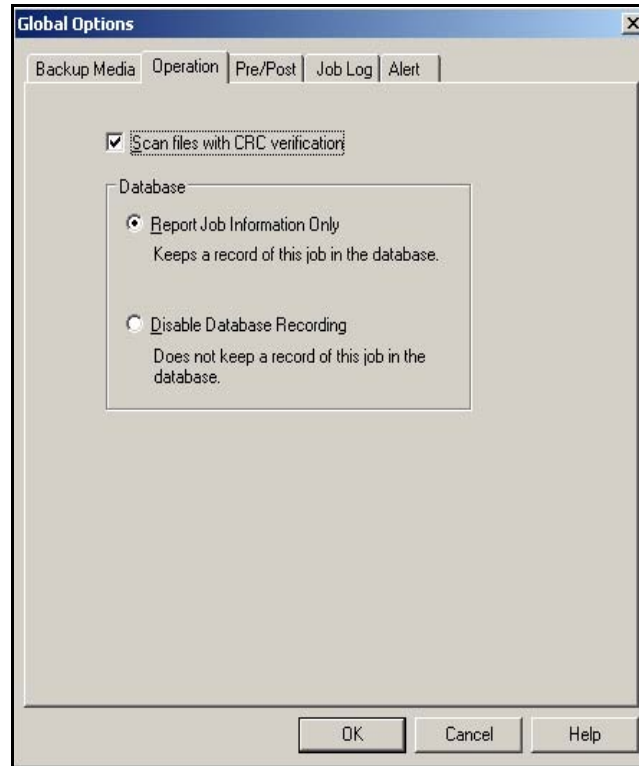 Global Options
Backup Media Operation Pre/Post Job Log Alert
Scan files with CRC verification
Database
Report Job Information Only
Keeps a record of this job in the database.
Disable Database Recording
Does not keep a record of this job in the
database.
OK Cancel Help